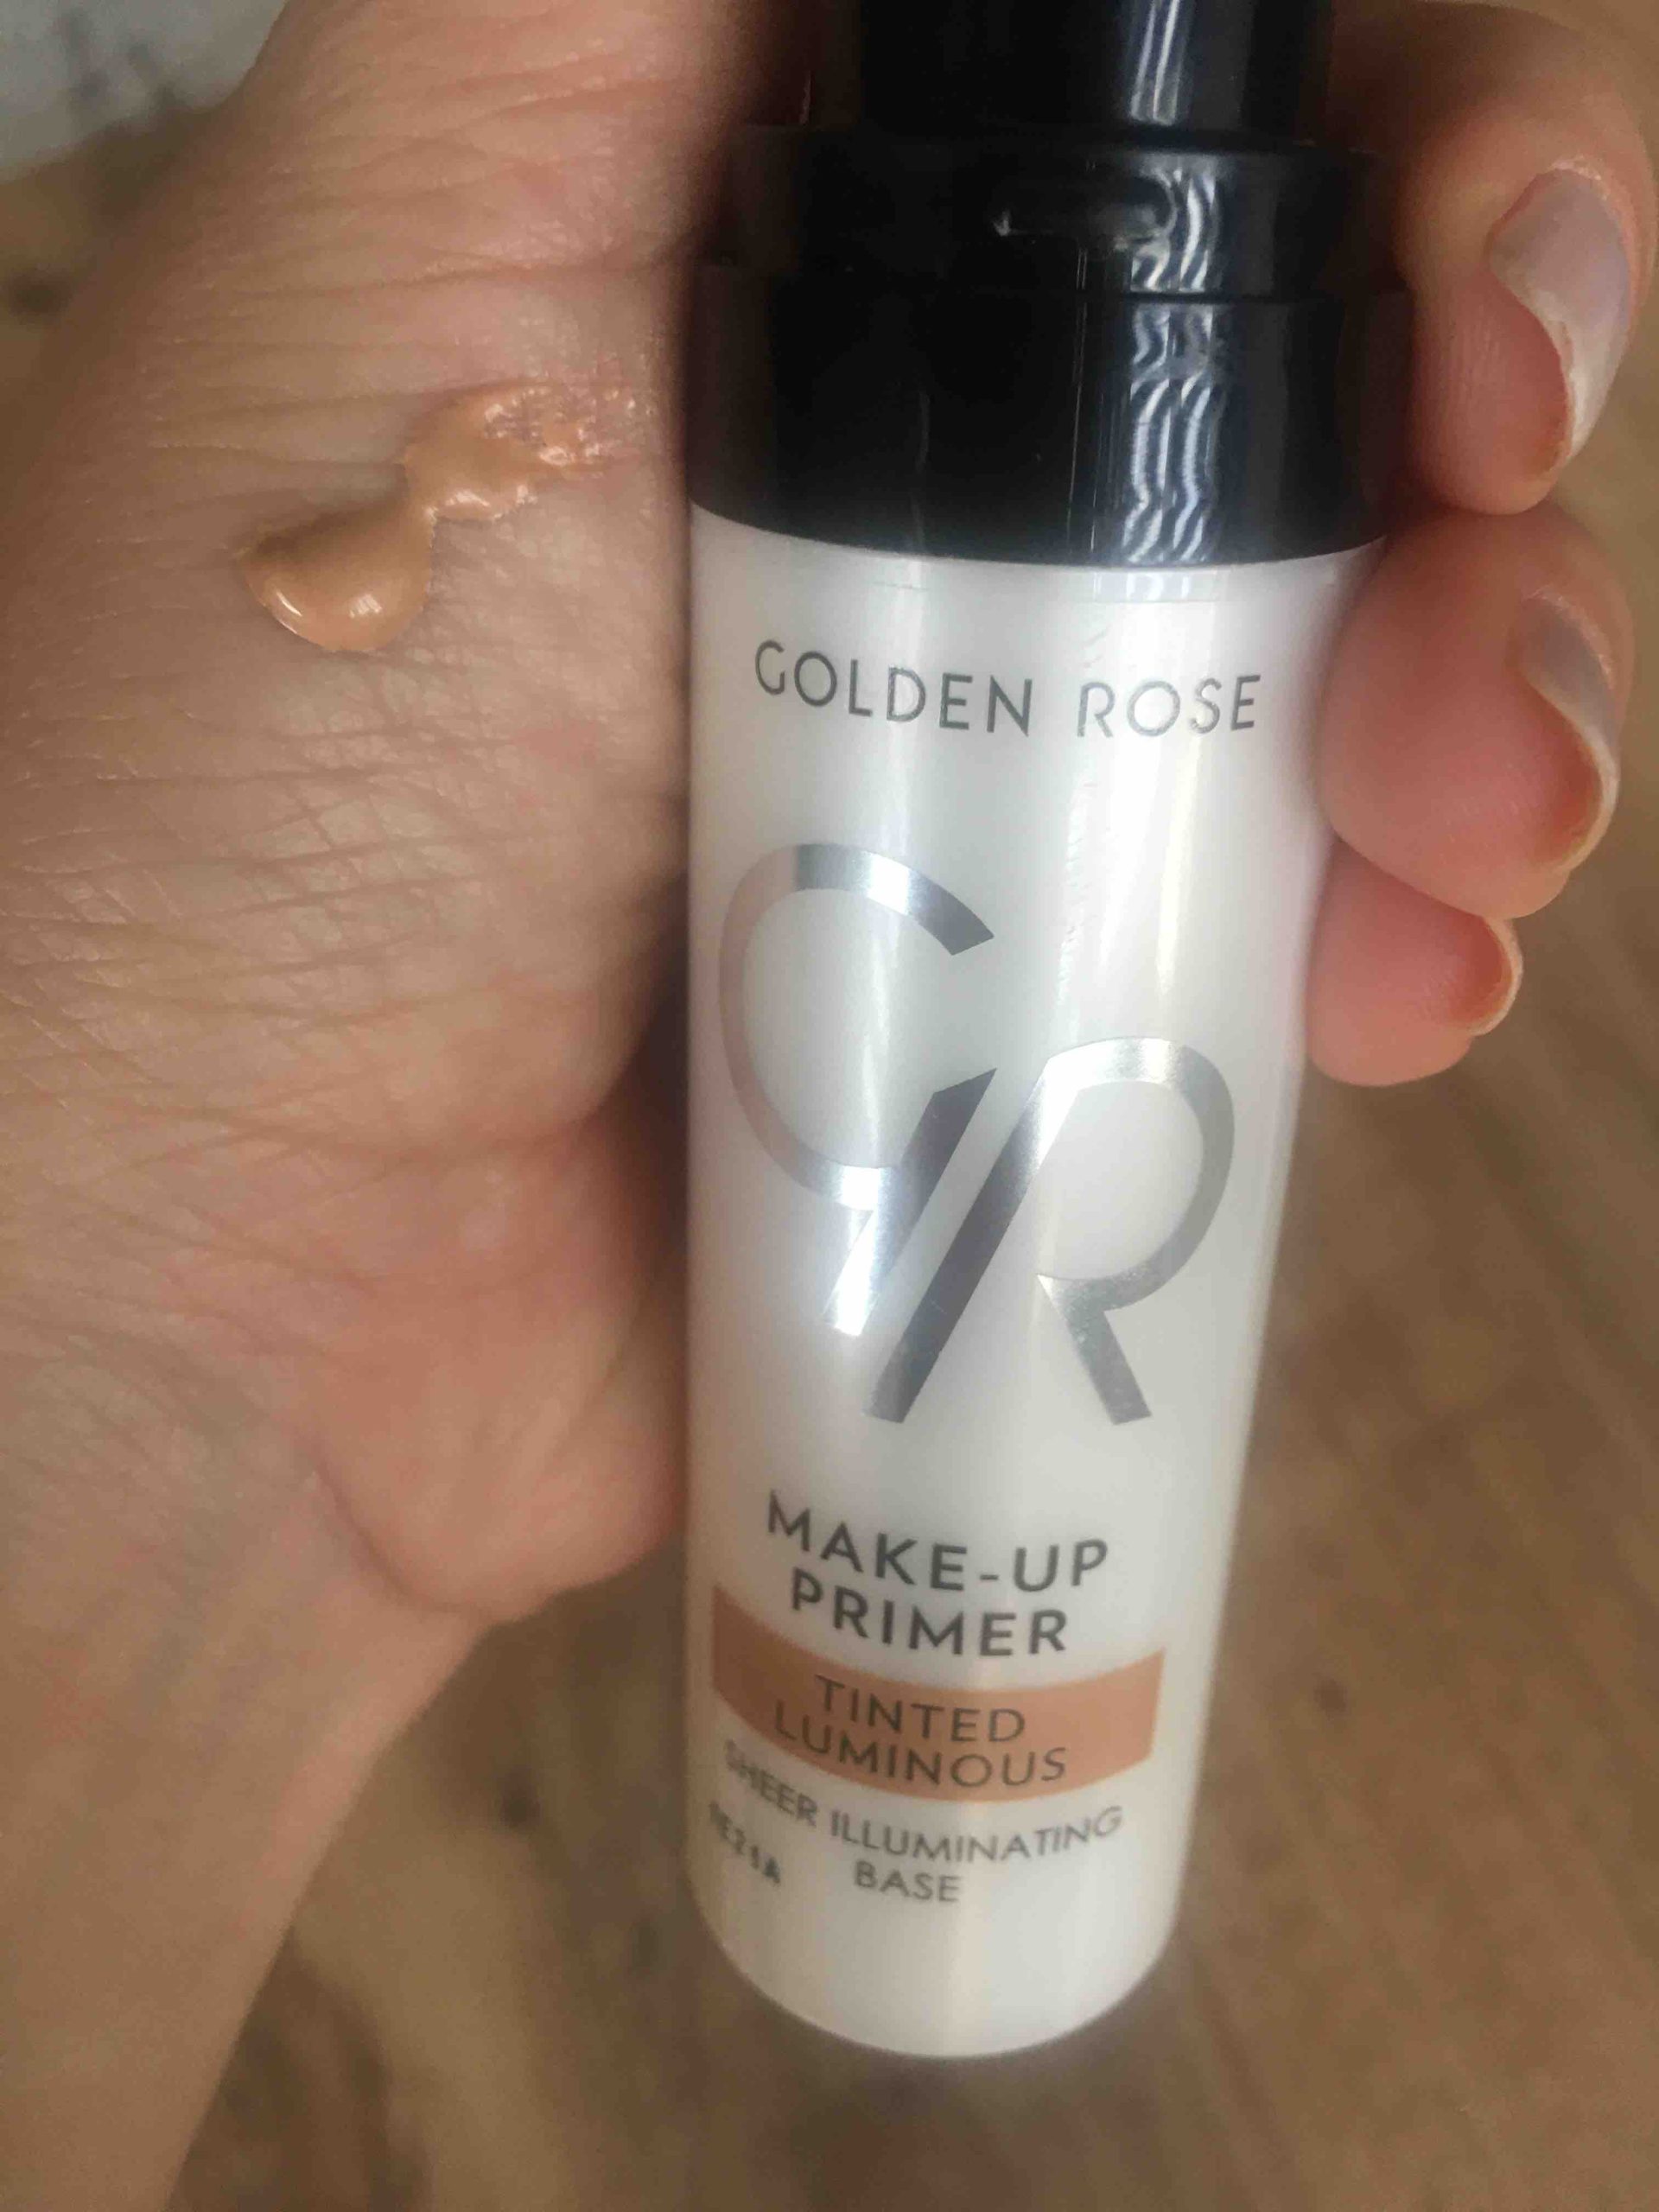 GOLDEN ROSE
GR
MAKE-UP
PRIMER
TINTED
LUMINOUS
SHEER ILLUMINATING
BASE